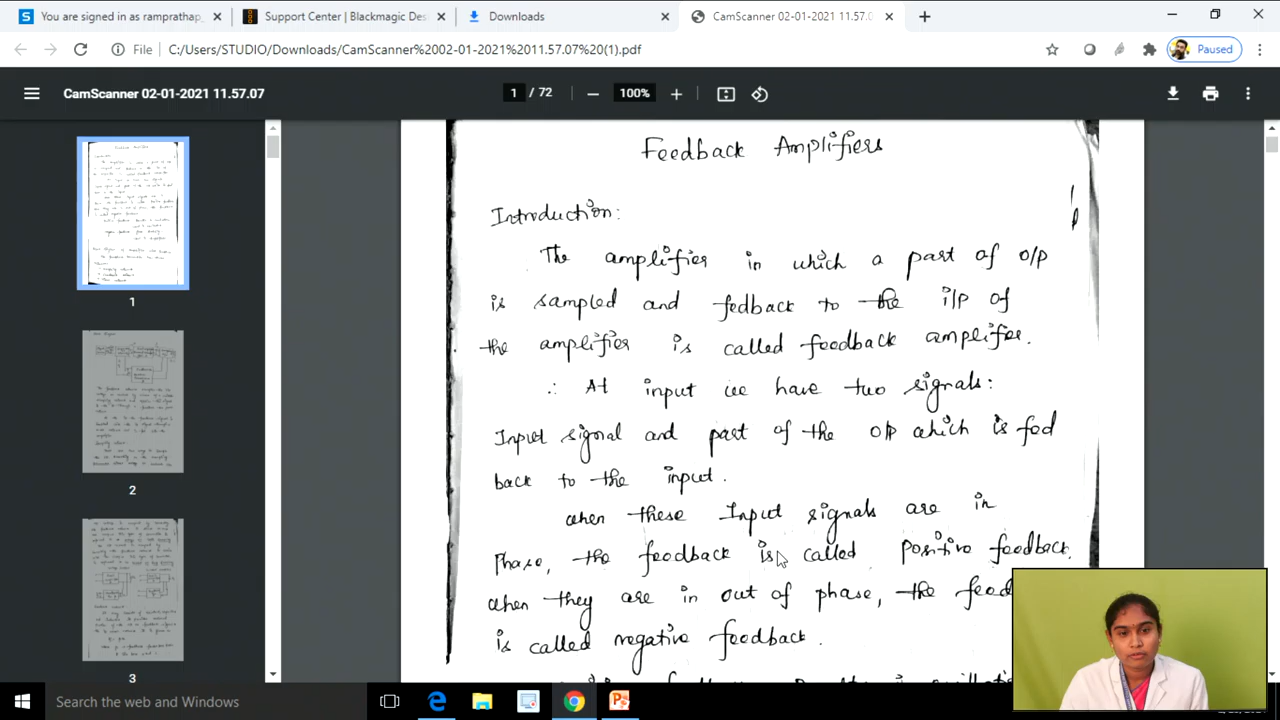 You are signed in as ramprathap
Support Center | Blackmagic Des
Downloads
CamScanner 02-01-2021 11.57.0
File
C:/Users/STUDIO/Downloads/CamScanner%2002-01-2021%2011.57.07%20(1).pdf
Paused
CamScanner 02-01-2021 11.57.07
1 / 72
100%
1
2
3
Feedback Amplifiers
Introduction:
The amplifier in which a part of O/p
is sampled and fedback to the i/p of
the amplifier is called feedback amplifier.
∴ At input we have two signals:
Input signal and part of the O/P which is fed
back to the input.
when these Input signals are in
Phase, the feedback is called positive feedback.
when they are in out of phase, the feed
is called negative feedback.
Search the web and Windows